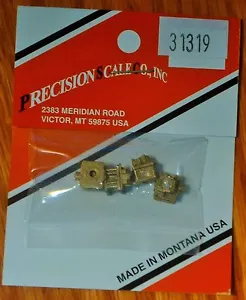 31319
PRECISION SCALE CO., INC
2383 MERIDIAN ROAD
VICTOR, MT 59875 USA
MADE IN MONTANA USA